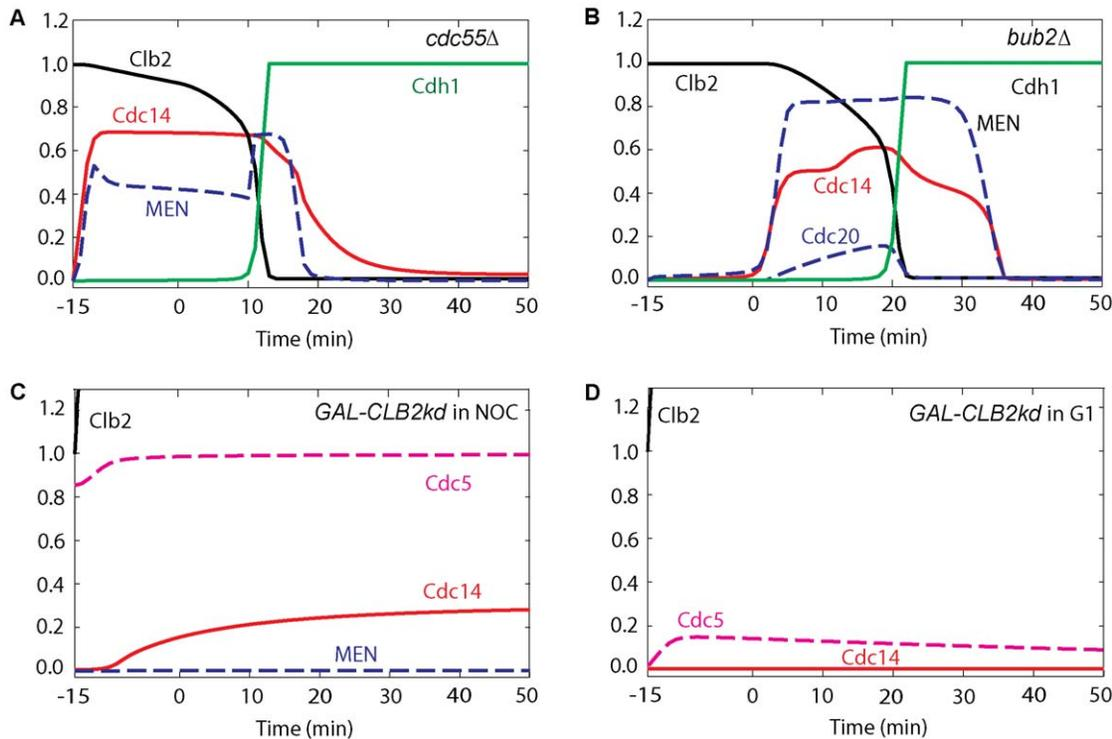 A
cdc55Δ
1.2
1.0
0.8
0.6
0.4
0.2
0.0
Clb2
Cdh1
Cdc14
MEN
-15 0 10 20 30 40 50
Time (min)
B
bub2Δ
1.2
1.0
0.8
0.6
0.4
0.2
0.0
Clb2
Cdh1
MEN
Cdc14
Cdc20
-15 0 10 20 30 40 50
Time (min)
C
GAL-CLB2kd in NOC
1.2
1.0
0.8
0.6
0.4
0.2
0.0
Clb2
Cdc5
Cdc14
MEN
-15 0 10 20 30 40 50
Time (min)
D
GAL-CLB2kd in G1
1.2
1.0
0.8
0.6
0.4
0.2
0.0
Clb2
Cdc5
Cdc14
-15 0 10 20 30 40 50
Time (min)